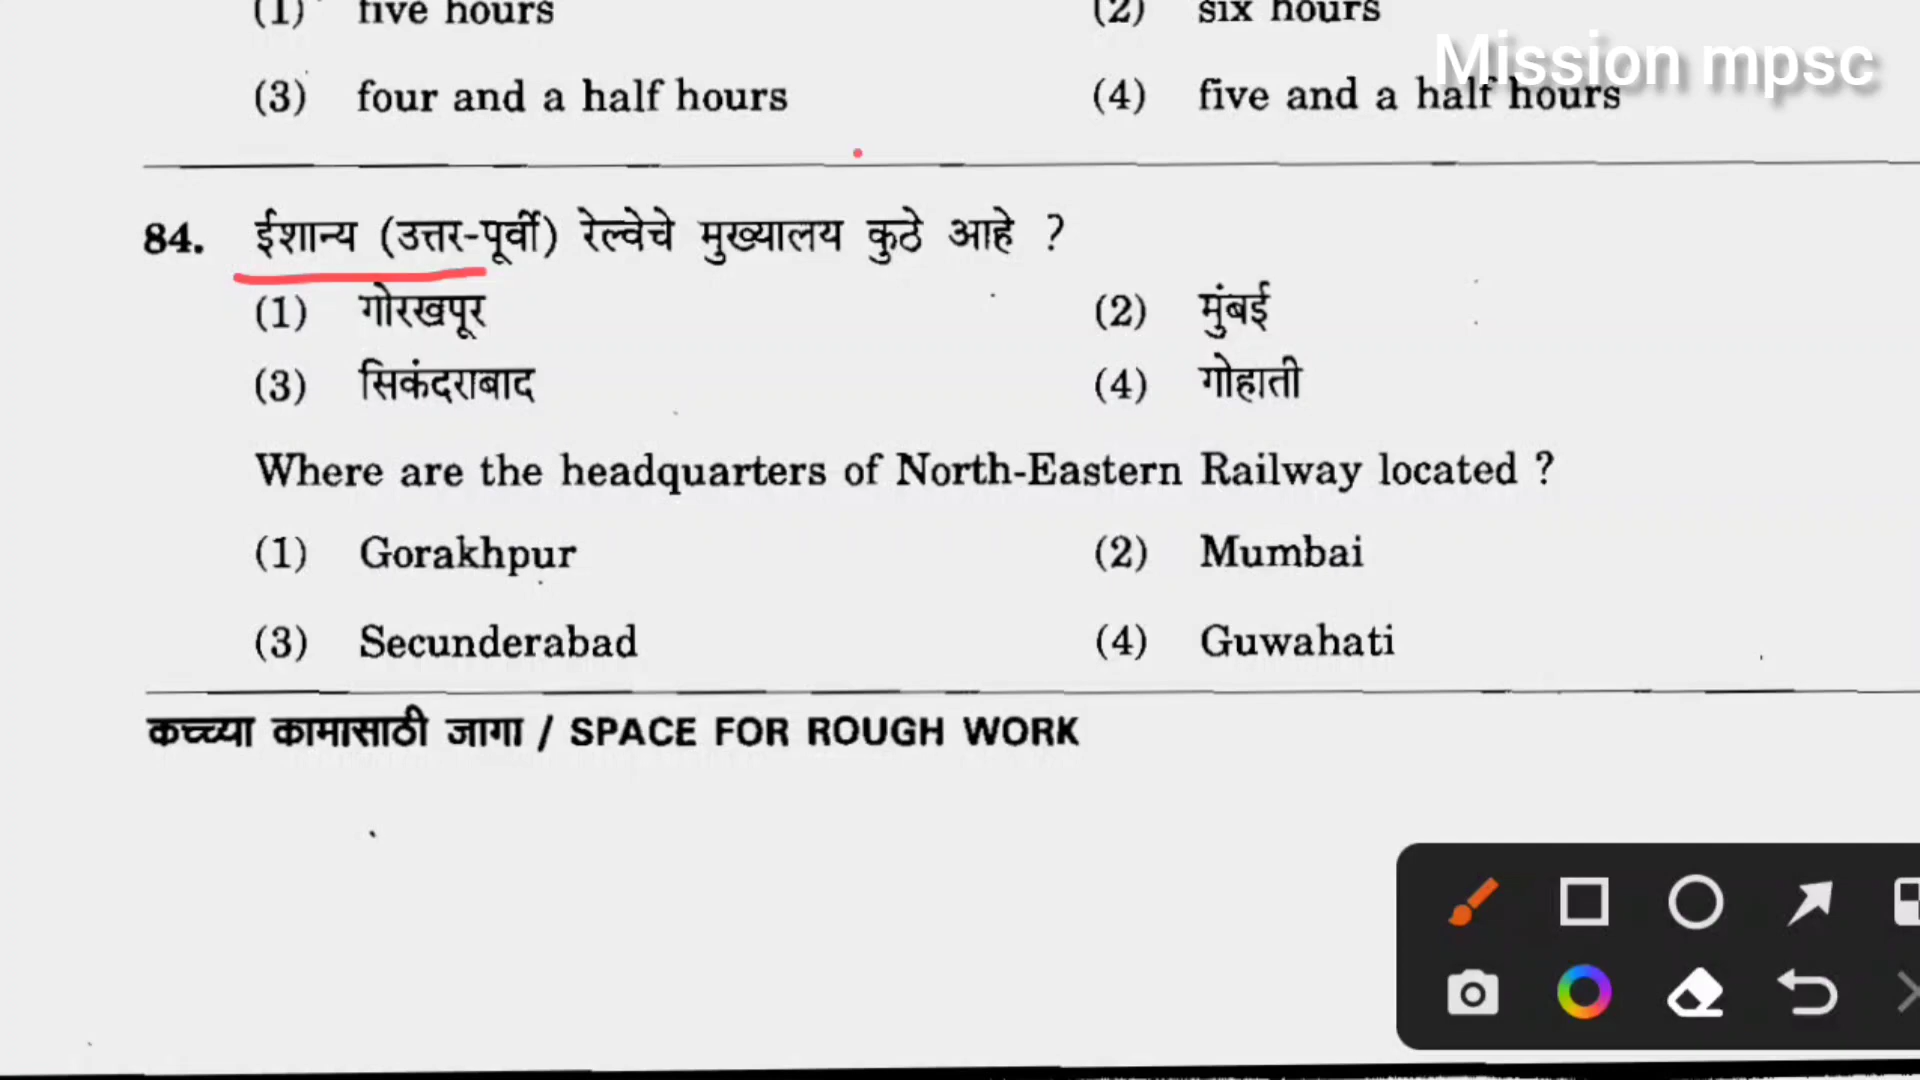 (1) five hours (2) six hours
Mission mpsc
(3) four and a half hours (4) five and a half hours
84. ईशान्य (उत्तर-पूर्वी) रेल्वेचे मुख्यालय कुठे आहे ?
(1) गोरखपूर (2) मुंबई
(3) सिकंदराबाद (4) गोहाती
Where are the headquarters of North-Eastern Railway located ?
(1) Gorakhpur (2) Mumbai
(3) Secunderabad (4) Guwahati
कच्च्या कामासाठी जागा / SPACE FOR ROUGH WORK